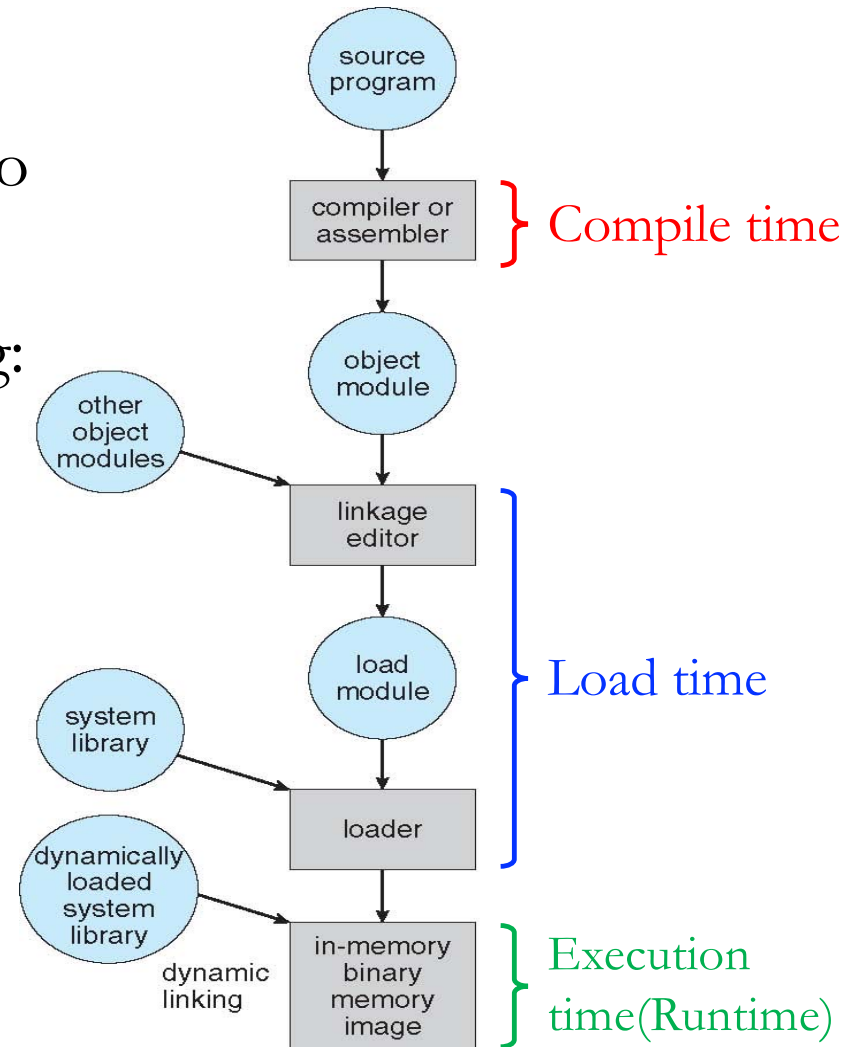 source
program
o
compiler or
assembler
Compile time
g:
object
module
other
object
modules
linkage
editor
load
module
Load time
system
library
loader
dynamically
loaded
system
library
dynamic
linking
in-memory
binary
memory
image
Execution
time(Runtime)